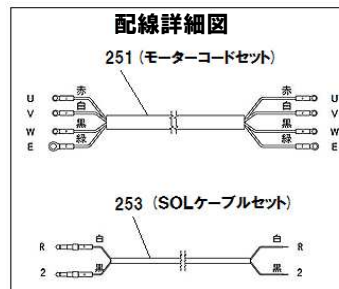 配線詳細図
251 (モーターコードセット)
U 赤 赤 U
V 白 白 V
W 黒 黒 W
E 緑 緑 E
253 (SOLケーブルセット)
R 白 白 R
2 黒 黒 2